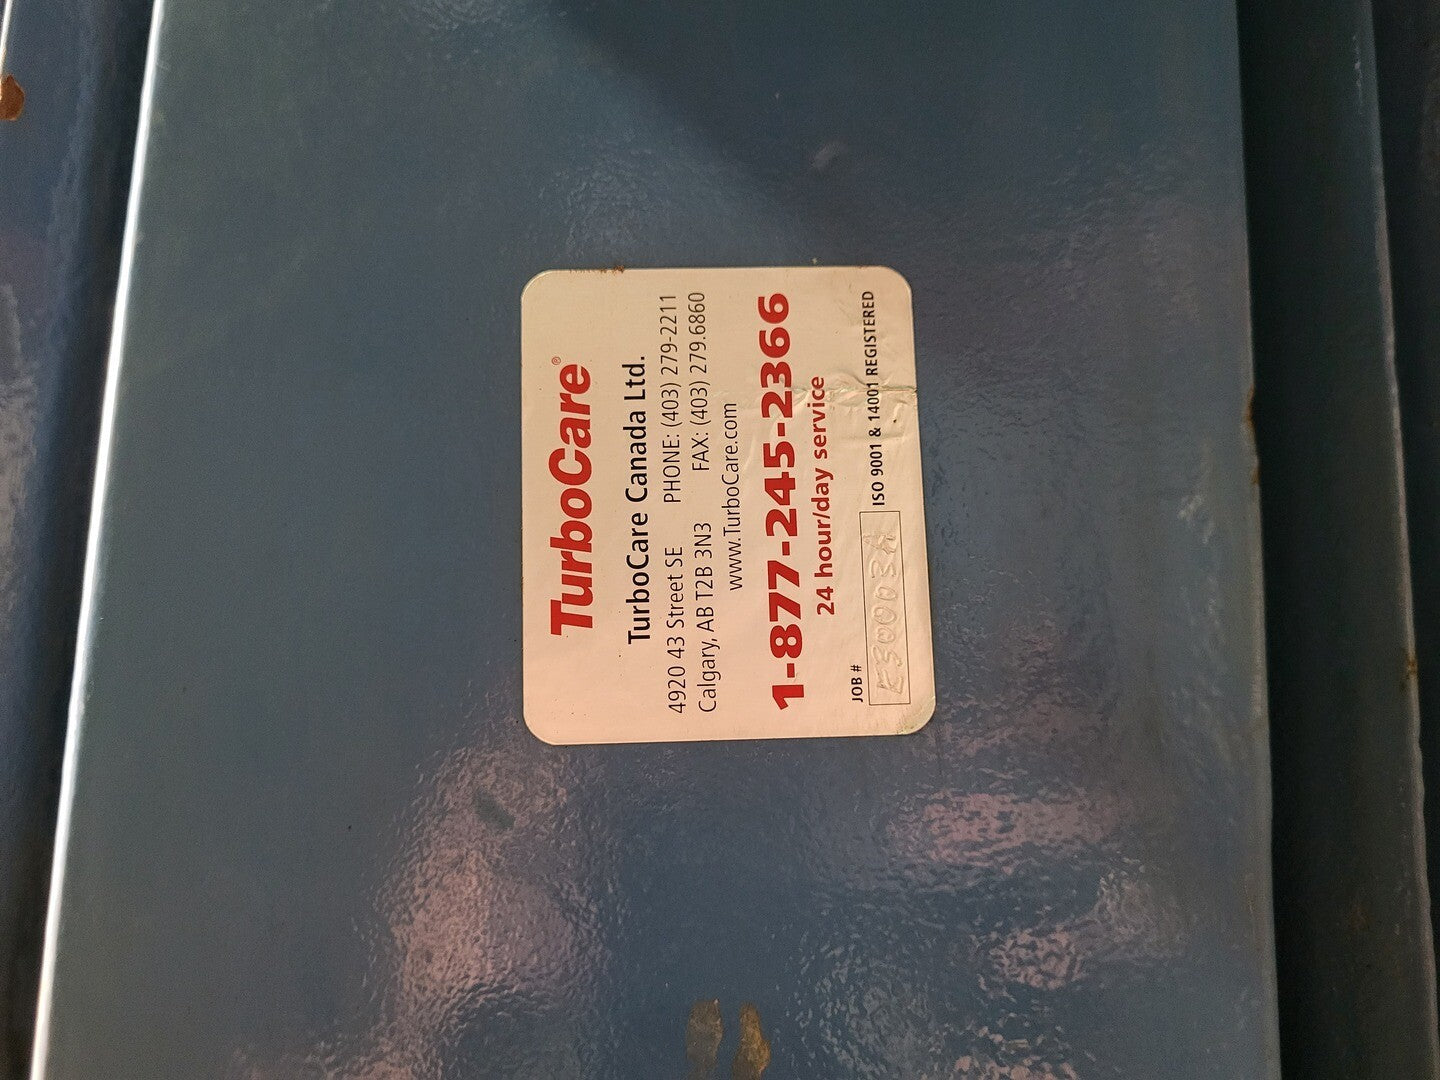 TurboCare®
TurboCare Canada Ltd.
4920 43 Street SE PHONE: (403) 279-2211
Calgary, AB T2B 3N3 FAX: (403) 279.6860
www.TurboCare.com
1-877-245-2366
24 hour/day service
JOB # E30003A ISO 9001 & 14001 REGISTERED